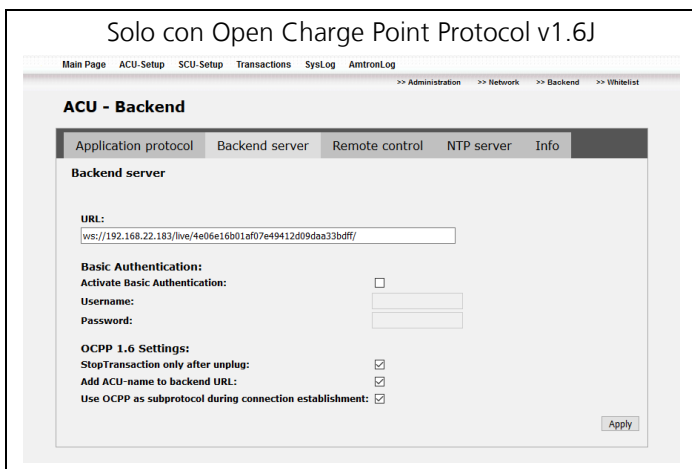 Solo con Open Charge Point Protocol v1.6J
Main Page ACU-Setup SCU-Setup Transactions SysLog AmtronLog
>> Administration >> Network >> Backend >> Whitelist
ACU - Backend
Application protocol Backend server Remote control NTP server Info
Backend server
URL:
ws://192.168.22.183/live/4e06e16b01af07e49412d09daa33bdff/
Basic Authentication:
Activate Basic Authentication:
Username:
Password:
OCPP 1.6 Settings:
StopTransaction only after unplug:
Add ACU-name to backend URL:
Use OCPP as subprotocol during connection establishment:
Apply